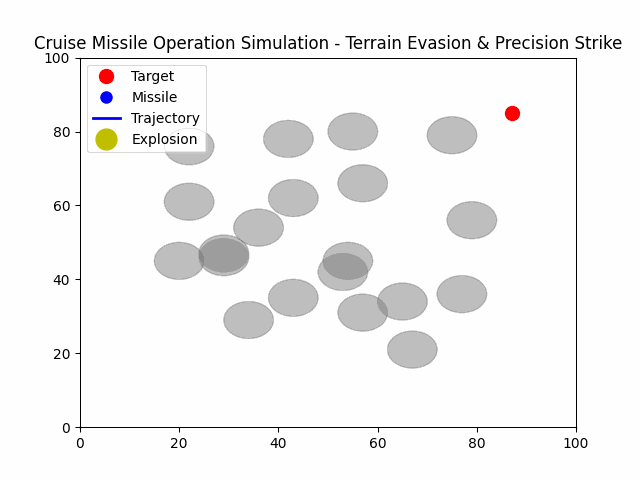 Cruise Missile Operation Simulation - Terrain Evasion & Precision Strike
100
80
60
40
20
0
Target
Missile
Trajectory
Explosion
0 20 40 60 80 100